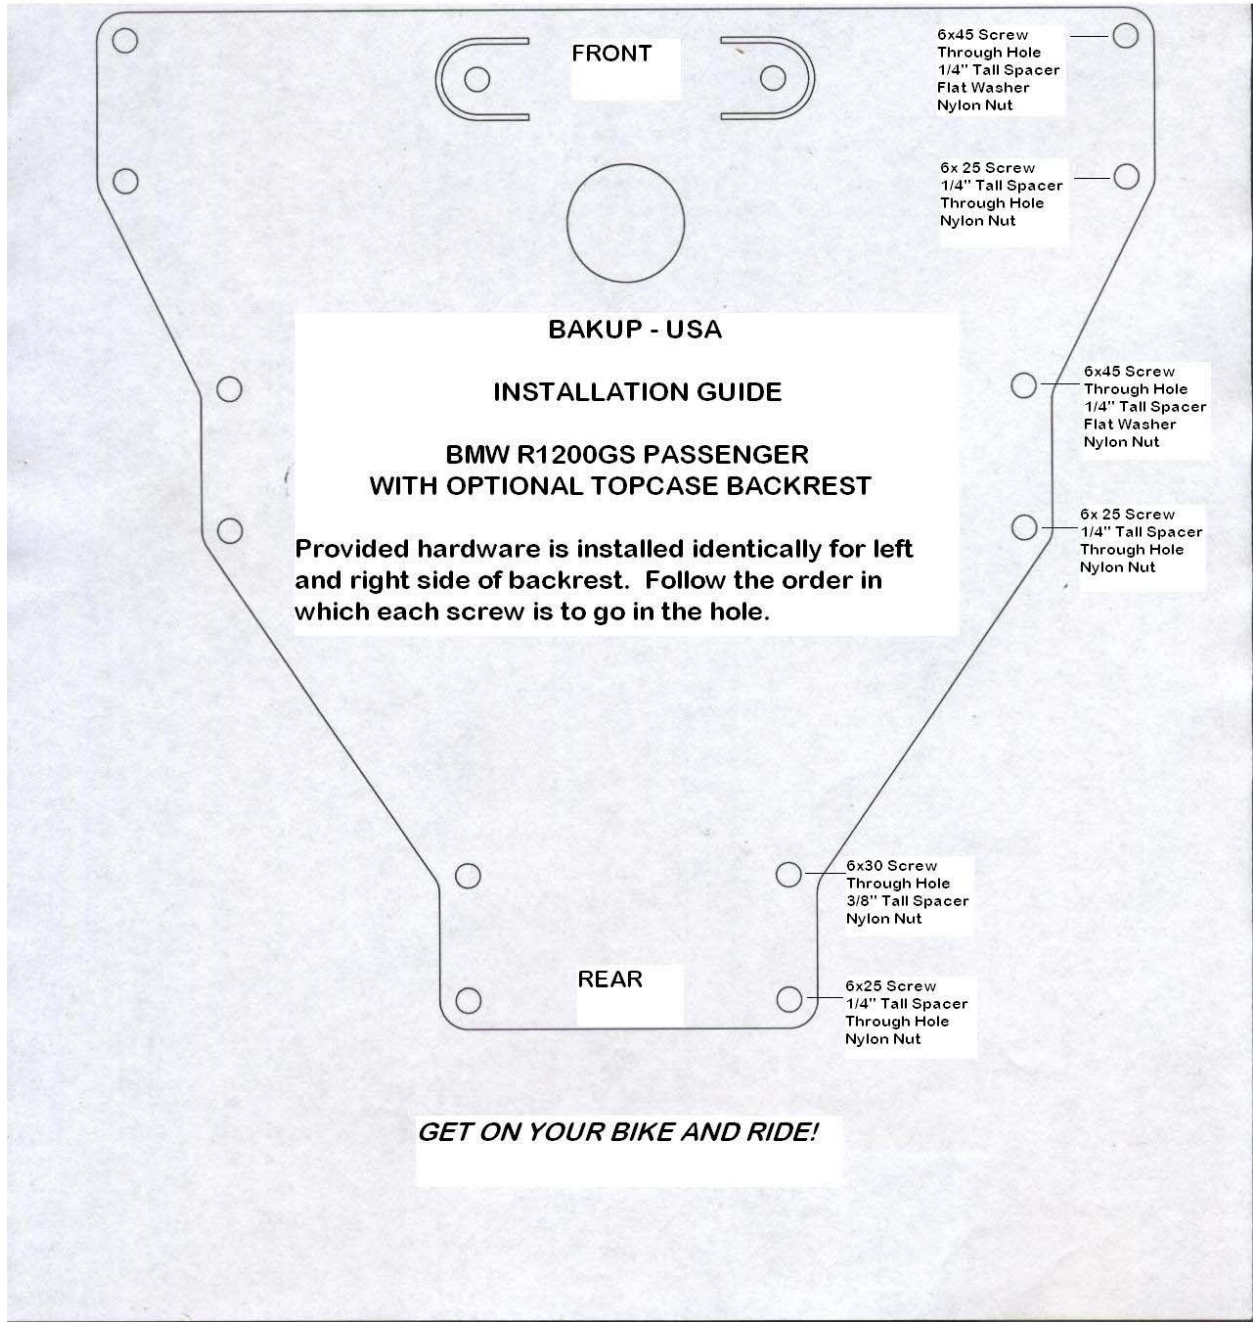 FRONT
6x45 Screw
Through Hole
1/4" Tall Spacer
Flat Washer
Nylon Nut
6x 25 Screw
1/4" Tall Spacer
Through Hole
Nylon Nut
BAKUP - USA
INSTALLATION GUIDE
BMW R1200GS PASSENGER
WITH OPTIONAL TOPCASE BACKREST
Provided hardware is installed identically for left
and right side of backrest. Follow the order in
which each screw is to go in the hole.
6x45 Screw
Through Hole
1/4" Tall Spacer
Flat Washer
Nylon Nut
6x 25 Screw
1/4" Tall Spacer
Through Hole
Nylon Nut
6x30 Screw
Through Hole
3/8" Tall Spacer
Nylon Nut
REAR
6x25 Screw
1/4" Tall Spacer
Through Hole
Nylon Nut
GET ON YOUR BIKE AND RIDE!